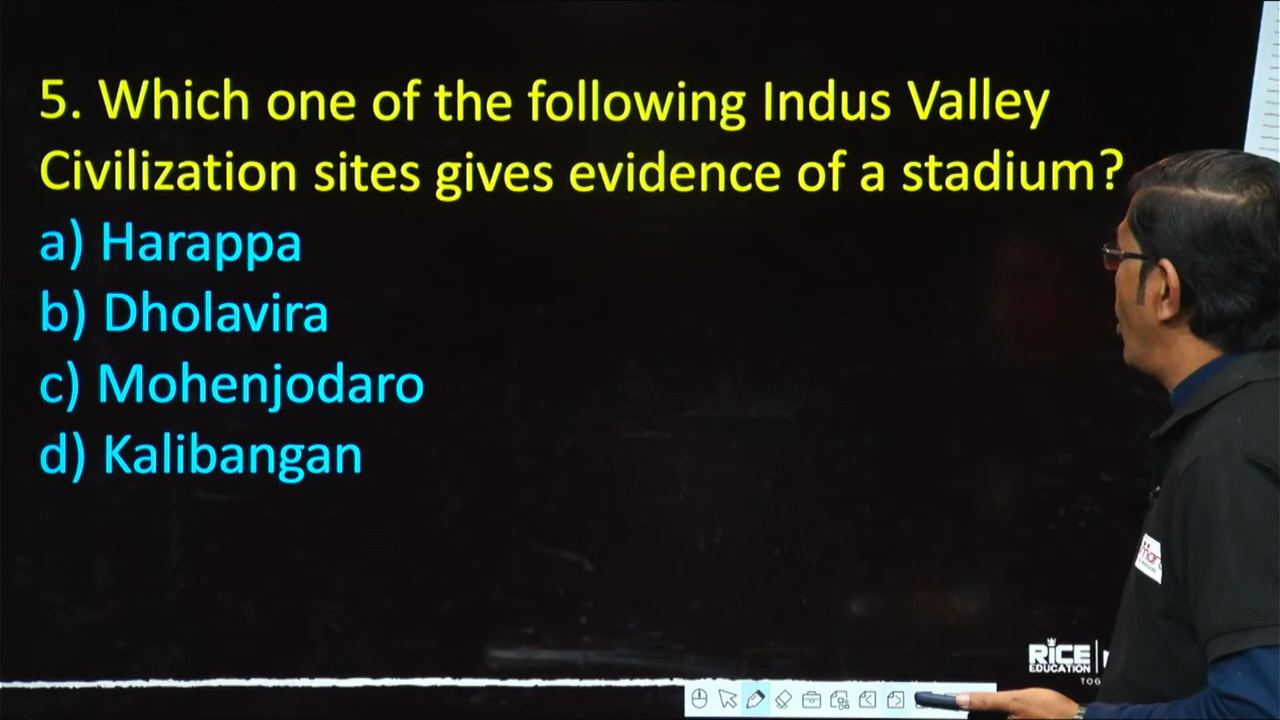 5. Which one of the following Indus Valley
Civilization sites gives evidence of a stadium?
a) Harappa
b) Dholavira
c) Mohenjodaro
d) Kalibangan
RICE
EDUCATION
TOG